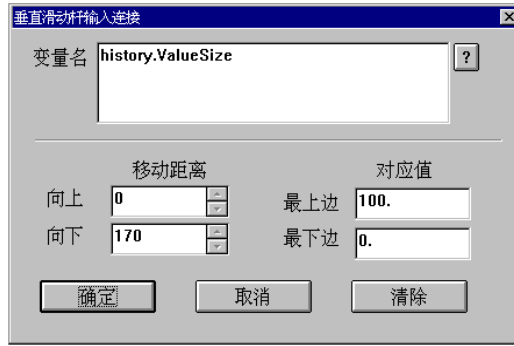 垂直滑动杆输入连接
变量名 history.ValueSize ?
移动距离 对应值
向上 0 最上边 100.
向下 170 最下边 0.
确定 取消 清除